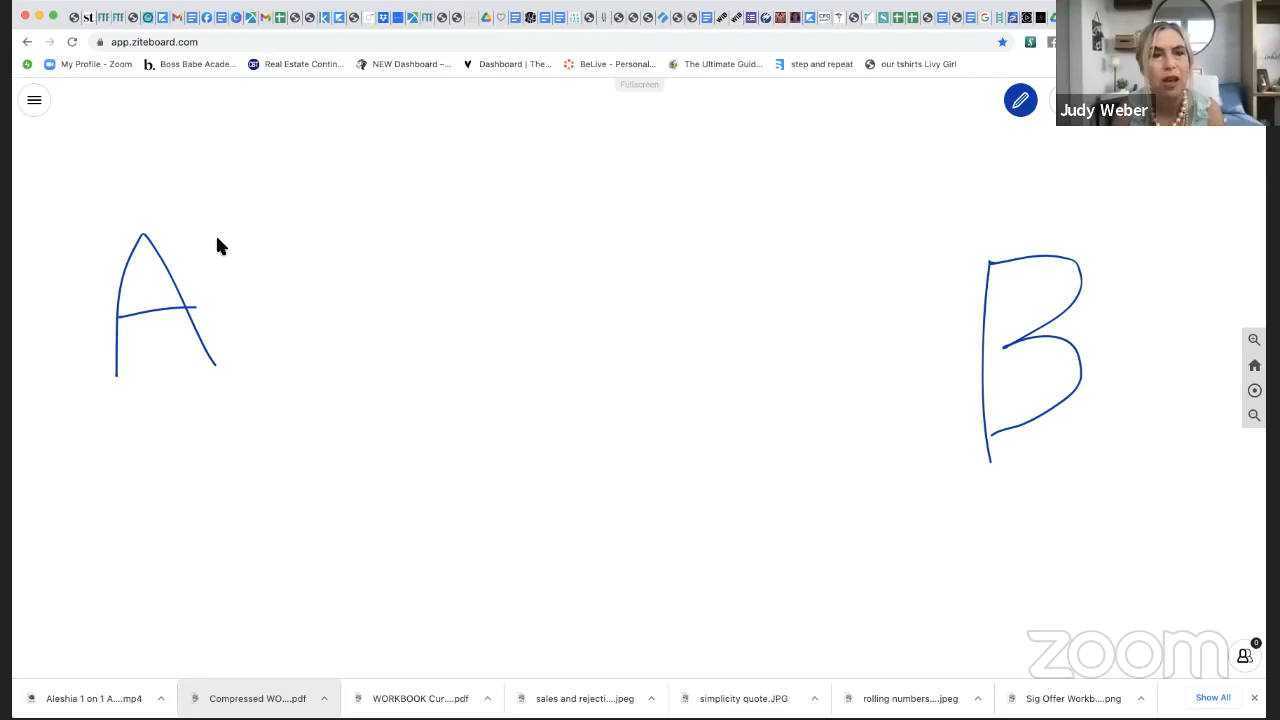 app.ziteboard.com
My Profile - Zoom
b. Boss Babe Acade...
Real Estate Contin...
NEW Dashboard –...
Dashboard | The...
BeLive - Personal...
The Ultimate Guid...
step and repeat
our tshirts Livy Girl
Fullscreen
Judy Weber
A
B
zoom
0
Aleshia 1 on 1 A....mp4
Compressed WO....pdf
WORKBOOK Cur....pdf
sales and rejecti....jpeg
simplicity quote.JPG
rolling numbers....jpeg
Sig Offer Workb....png
Show All